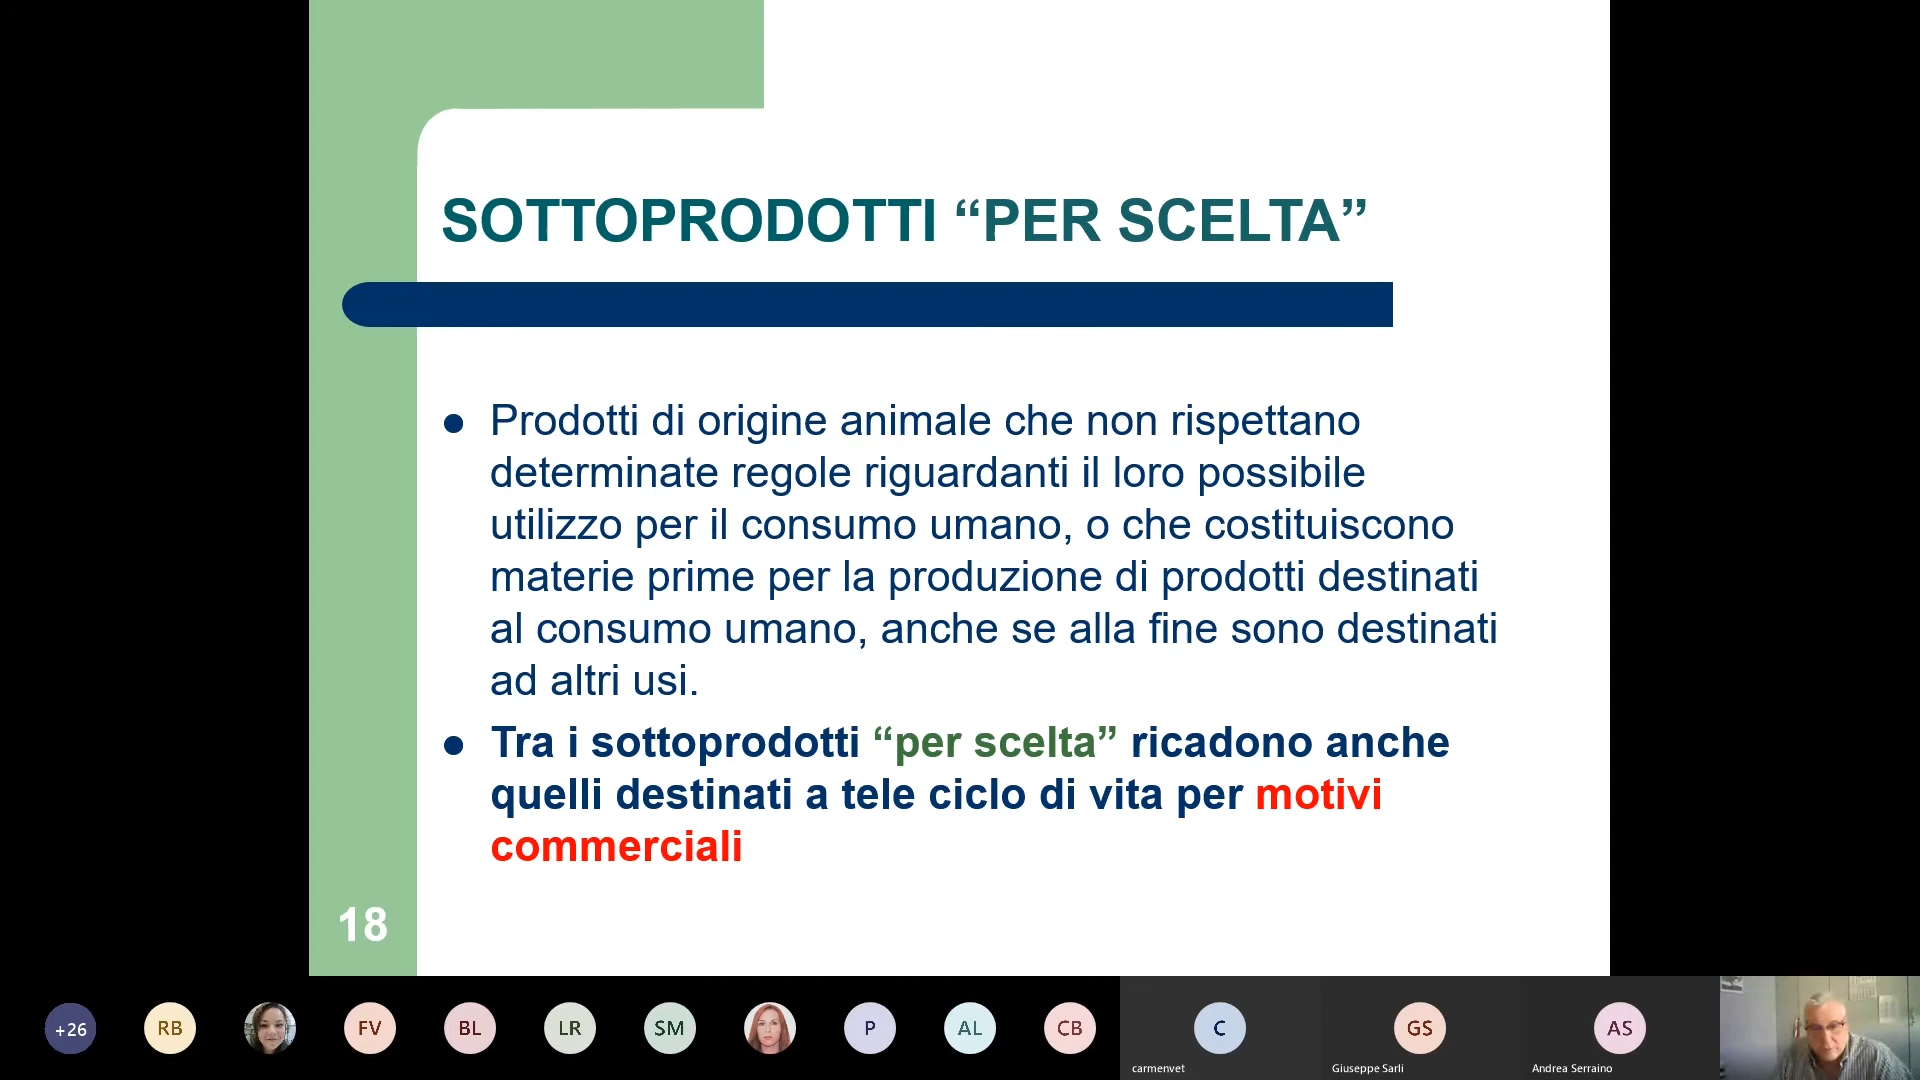 SOTTOPRODOTTI “PER SCELTA”
● Prodotti di origine animale che non rispettano
determinate regole riguardanti il loro possibile
utilizzo per il consumo umano, o che costituiscono
materie prime per la produzione di prodotti destinati
al consumo umano, anche se alla fine sono destinati
ad altri usi.
● Tra i sottoprodotti “per scelta” ricadono anche
quelli destinati a tele ciclo di vita per motivi
commerciali
18
+26
RB
FV
BL
LR
SM
P
AL
CB
C
GS
AS
carmenvet
Giuseppe Sarli
Andrea Serraino